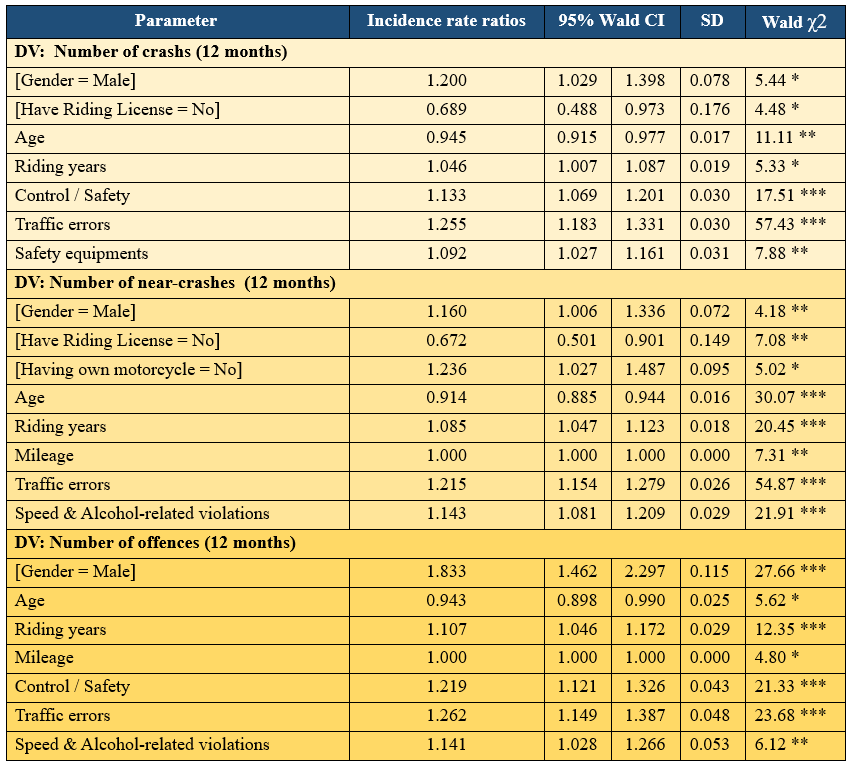 Parameter Incidence rate ratios 95% Wald CI SD Wald χ2
DV: Number of crashs (12 months)
[Gender = Male] 1.200 1.029 1.398 0.078 5.44 *
[Have Riding License = No] 0.689 0.488 0.973 0.176 4.48 *
Age 0.945 0.915 0.977 0.017 11.11 **
Riding years 1.046 1.007 1.087 0.019 5.33 *
Control / Safety 1.133 1.069 1.201 0.030 17.51 ***
Traffic errors 1.255 1.183 1.331 0.030 57.43 ***
Safety equipments 1.092 1.027 1.161 0.031 7.88 **
DV: Number of near-crashes (12 months)
[Gender = Male] 1.160 1.006 1.336 0.072 4.18 **
[Have Riding License = No] 0.672 0.501 0.901 0.149 7.08 **
[Having own motorcycle = No] 1.236 1.027 1.487 0.095 5.02 *
Age 0.914 0.885 0.944 0.016 30.07 ***
Riding years 1.085 1.047 1.123 0.018 20.45 ***
Mileage 1.000 1.000 1.000 0.000 7.31 **
Traffic errors 1.215 1.154 1.279 0.026 54.87 ***
Speed & Alcohol-related violations 1.143 1.081 1.209 0.029 21.91 ***
DV: Number of offences (12 months)
[Gender = Male] 1.833 1.462 2.297 0.115 27.66 ***
Age 0.943 0.898 0.990 0.025 5.62 *
Riding years 1.107 1.046 1.172 0.029 12.35 ***
Mileage 1.000 1.000 1.000 0.000 4.80 *
Control / Safety 1.219 1.121 1.326 0.043 21.33 ***
Traffic errors 1.262 1.149 1.387 0.048 23.68 ***
Speed & Alcohol-related violations 1.141 1.028 1.266 0.053 6.12 **